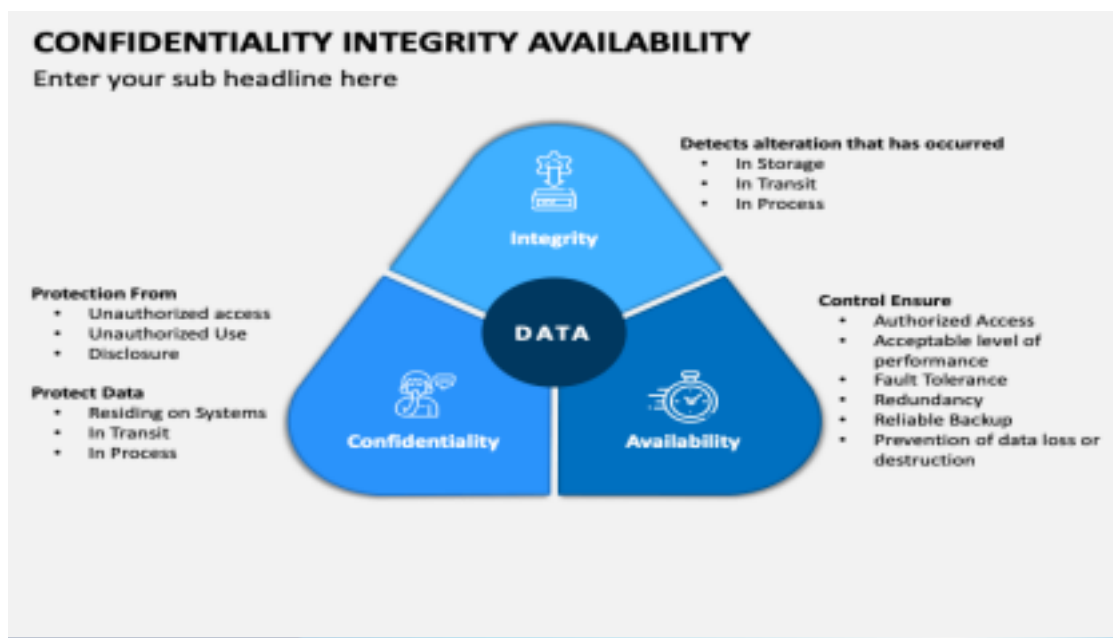 CONFIDENTIALITY INTEGRITY AVAILABILITY
Enter your sub headline here
Detects alteration that has occurred
• In Storage
• In Transit
• In Process
Integrity
Protection From
• Unauthorized access
• Unauthorized Use
• Disclosure
Protect Data
• Residing on Systems
• In Transit
• In Process
DATA
Confidentiality
Availability
Control Ensure
• Authorized Access
• Acceptable level of
performance
• Fault Tolerance
• Redundancy
• Reliable Backup
• Prevention of data loss or
destruction